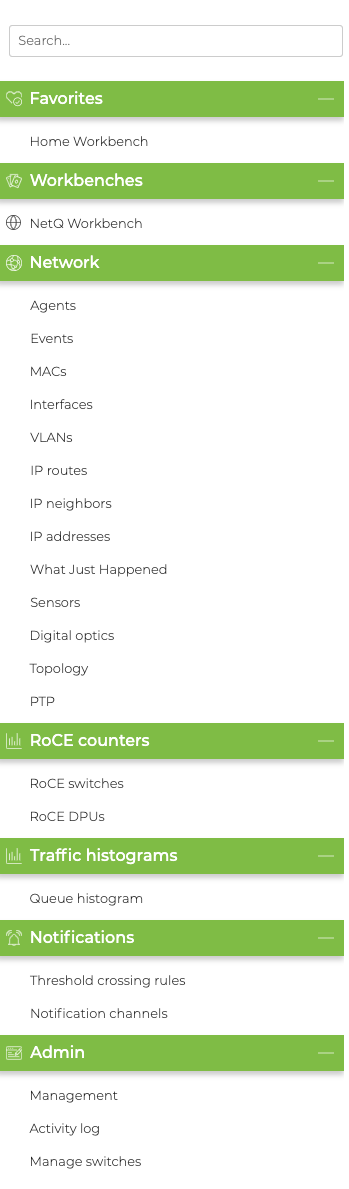 Search...
Favorites
Home Workbench
Workbenches
NetQ Workbench
Network
Agents
Events
MACs
Interfaces
VLANs
IP routes
IP neighbors
IP addresses
What Just Happened
Sensors
Digital optics
Topology
PTP
RoCE counters
RoCE switches
RoCE DPUs
Traffic histograms
Queue histogram
Notifications
Threshold crossing rules
Notification channels
Admin
Management
Activity log
Manage switches